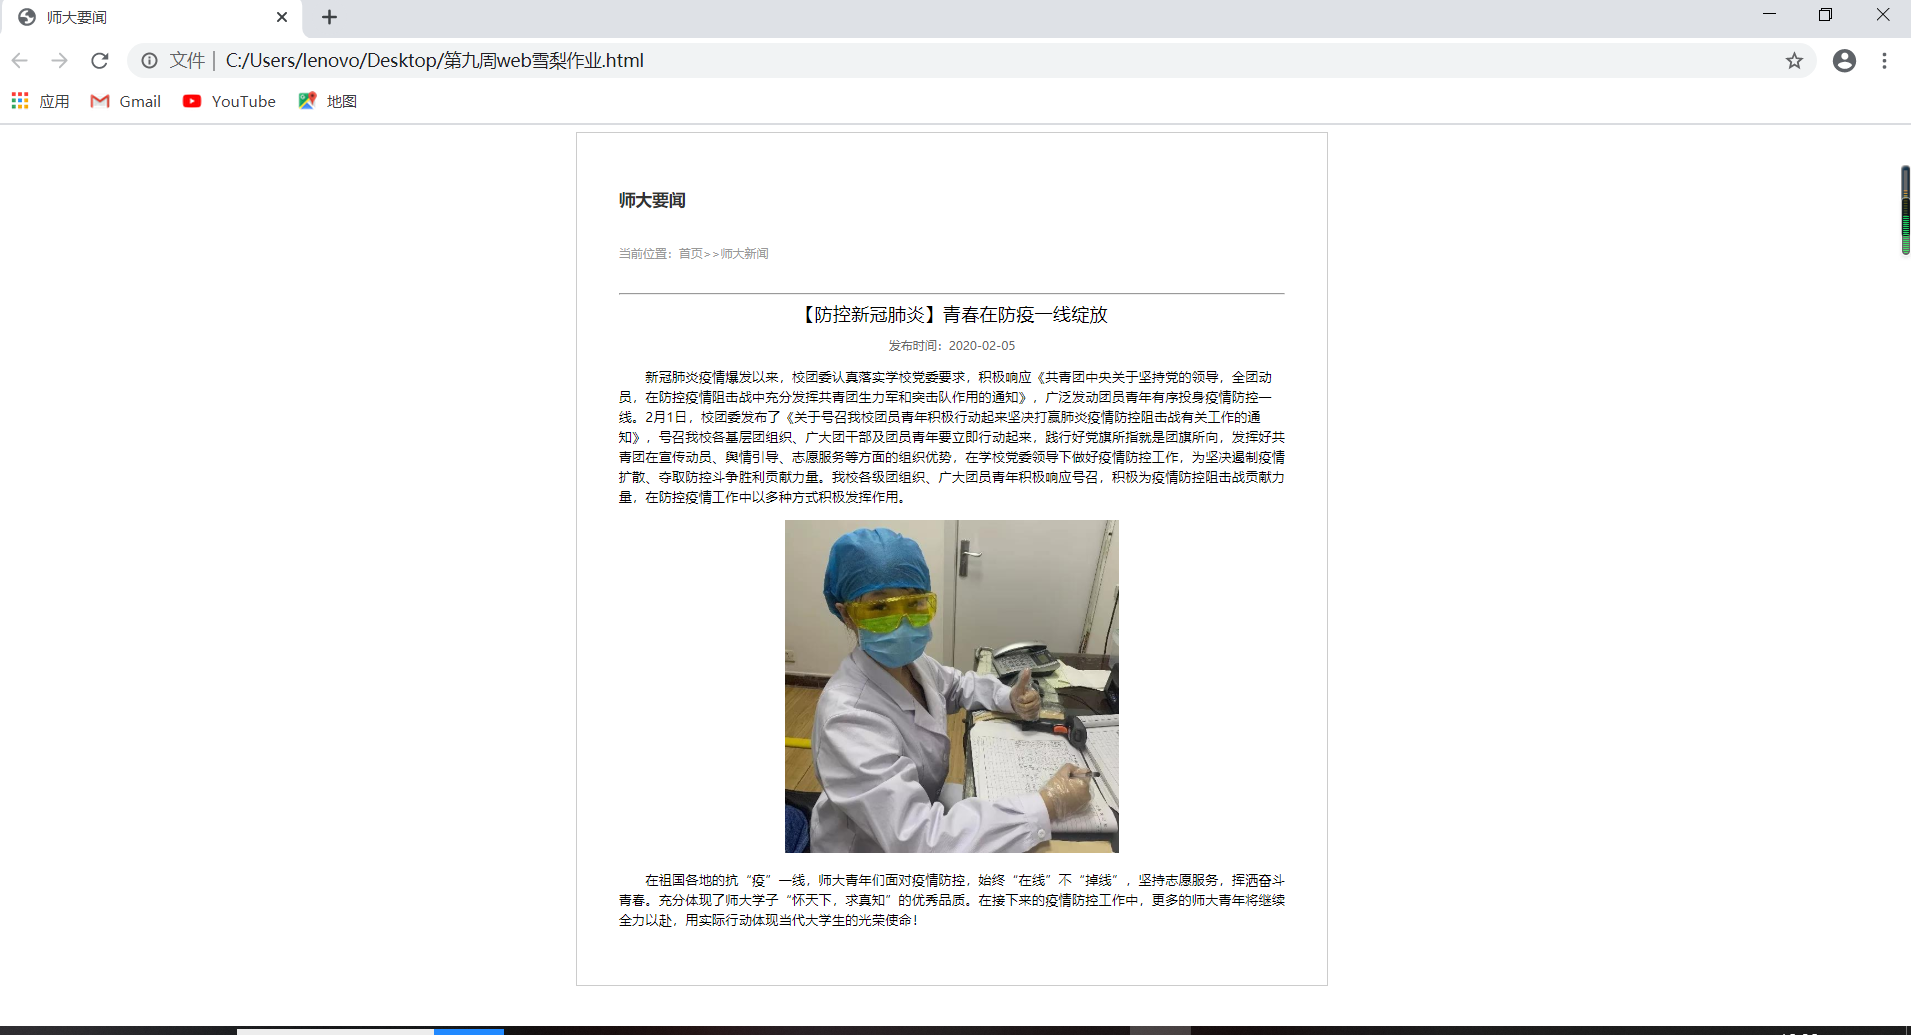 师大要闻
文件 | C:/Users/lenovo/Desktop/第九周web雪梨作业.html
应用 Gmail YouTube 地图
师大要闻
当前位置：首页>>师大新闻
【防控新冠肺炎】青春在防疫一线绽放
发布时间：2020-02-05
新冠肺炎疫情爆发以来，校团委认真落实学校党委要求，积极响应《共青团中央关于坚持党的领导，全团动
员，在防控疫情阻击战中充分发挥共青团生力军和突击队作用的通知》，广泛发动团员青年有序投身疫情防控一
线。2月1日，校团委发布了《关于号召我校团员青年积极行动起来坚决打赢肺炎疫情防控阻击战有关工作的通
知》，号召我校各基层团组织、广大团干部及团员青年要立即行动起来，践行好党旗所指就是团旗所向，发挥好共
青团在宣传动员、舆情引导、志愿服务等方面的组织优势，在学校党委领导下做好疫情防控工作，为坚决遏制疫情
扩散、夺取防控斗争胜利贡献力量。我校各级团组织、广大团员青年积极响应号召，积极为疫情防控阻击战贡献力
量，在防控疫情工作中以多种方式积极发挥作用。
在祖国各地的抗“疫”一线，师大青年们面对疫情防控，始终“在线”不“掉线”，坚持志愿服务，挥洒奋斗
青春。充分体现了师大学子“怀天下，求真知”的优秀品质。在接下来的疫情防控工作中，更多的师大青年将继续
全力以赴，用实际行动体现当代大学生的光荣使命！